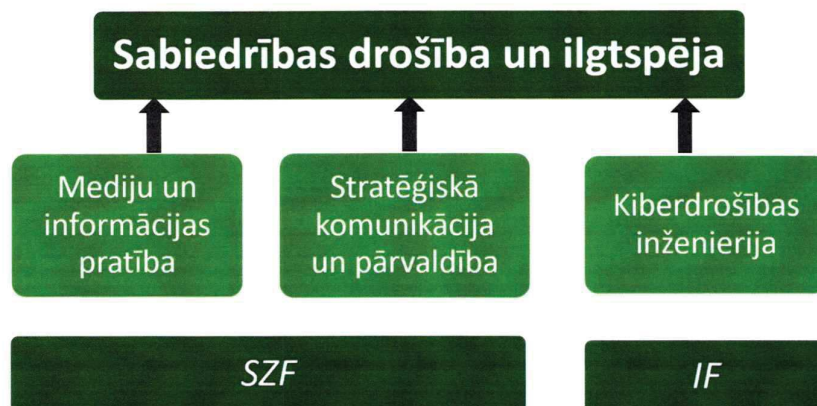 Sabiedrības drošība un ilgtspēja
Mediju un
informācijas
pratība
Stratēģiskā
komunikācija
un pārvaldība
Kiberdrošības
inženierija
SZF
IF